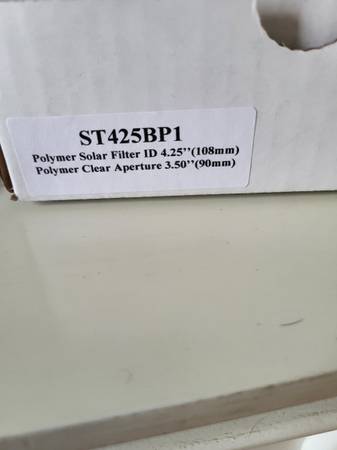 ST425BP1
Polymer Solar Filter ID 4.25’’(108mm)
Polymer Clear Aperture 3.50’’(90mm)